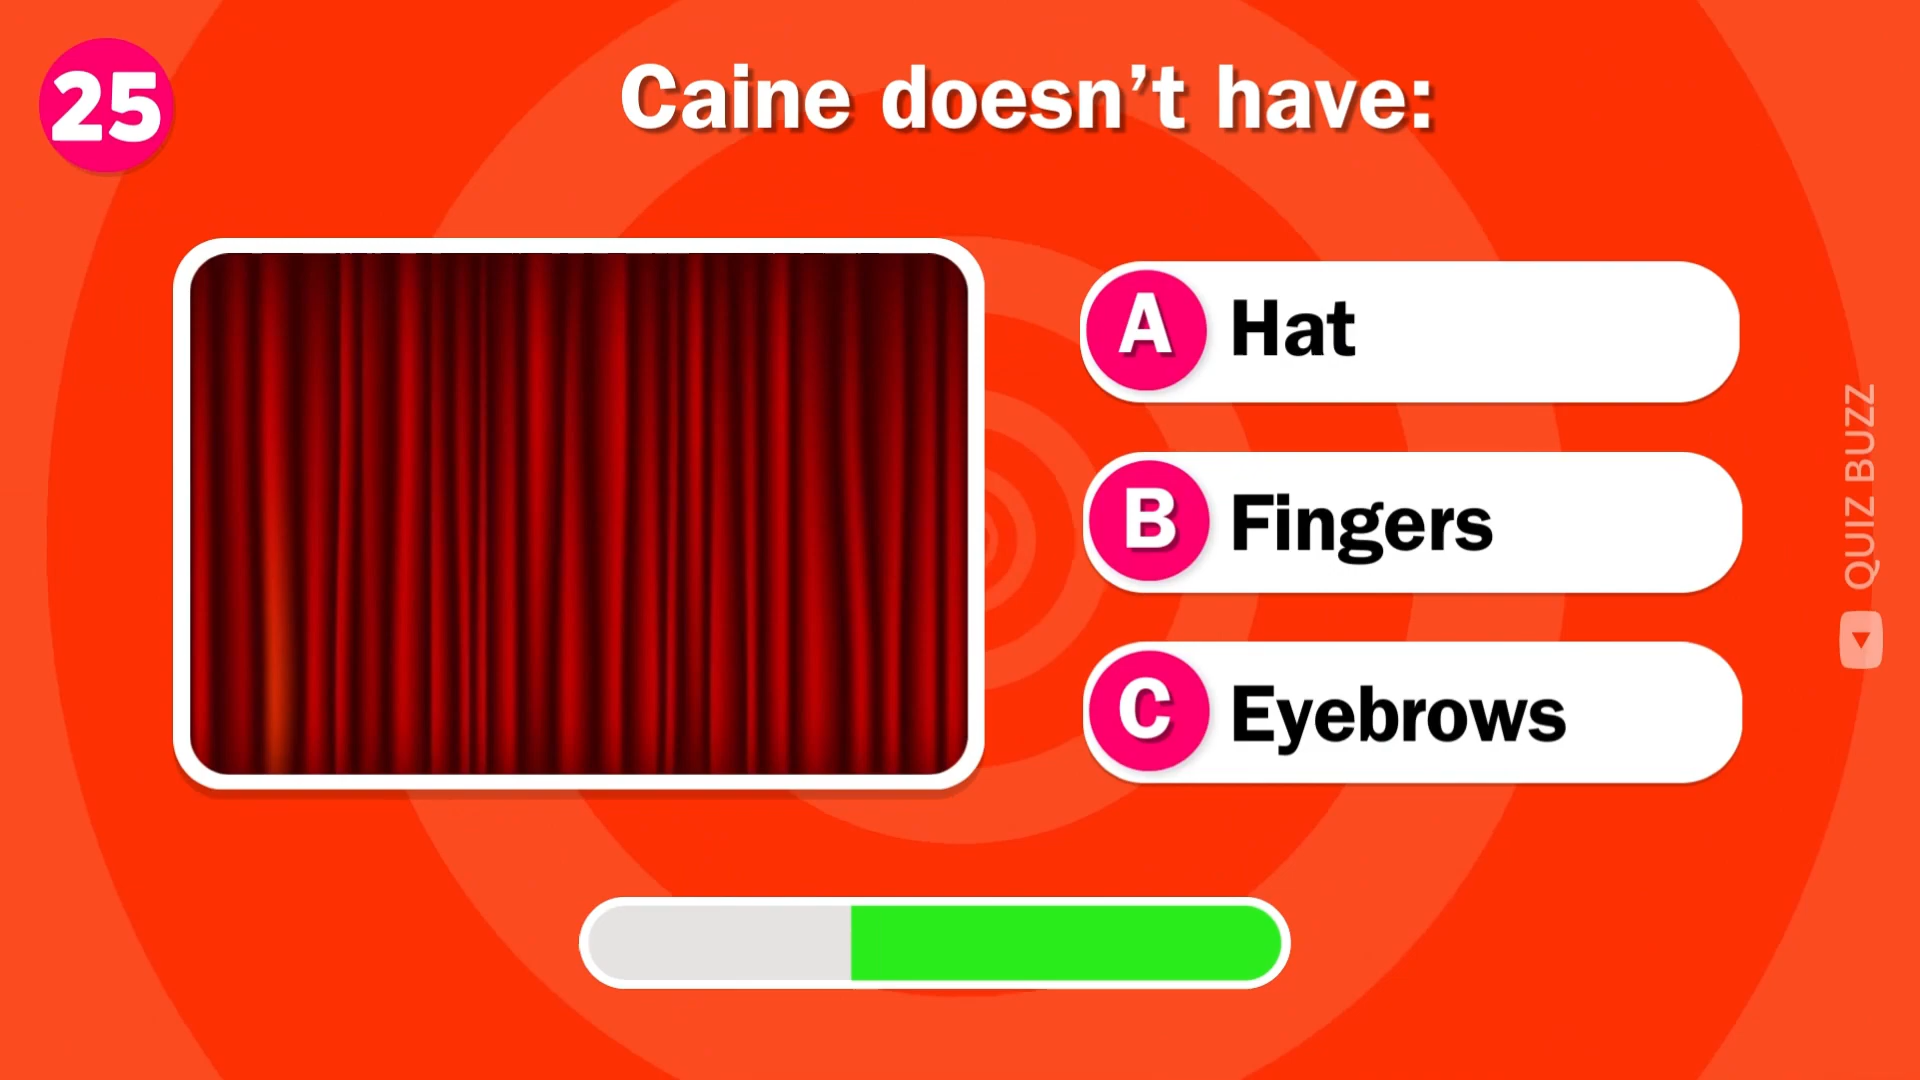 25
Caine doesn’t have:
A Hat
B Fingers
C Eyebrows
QUIZ BUZZ